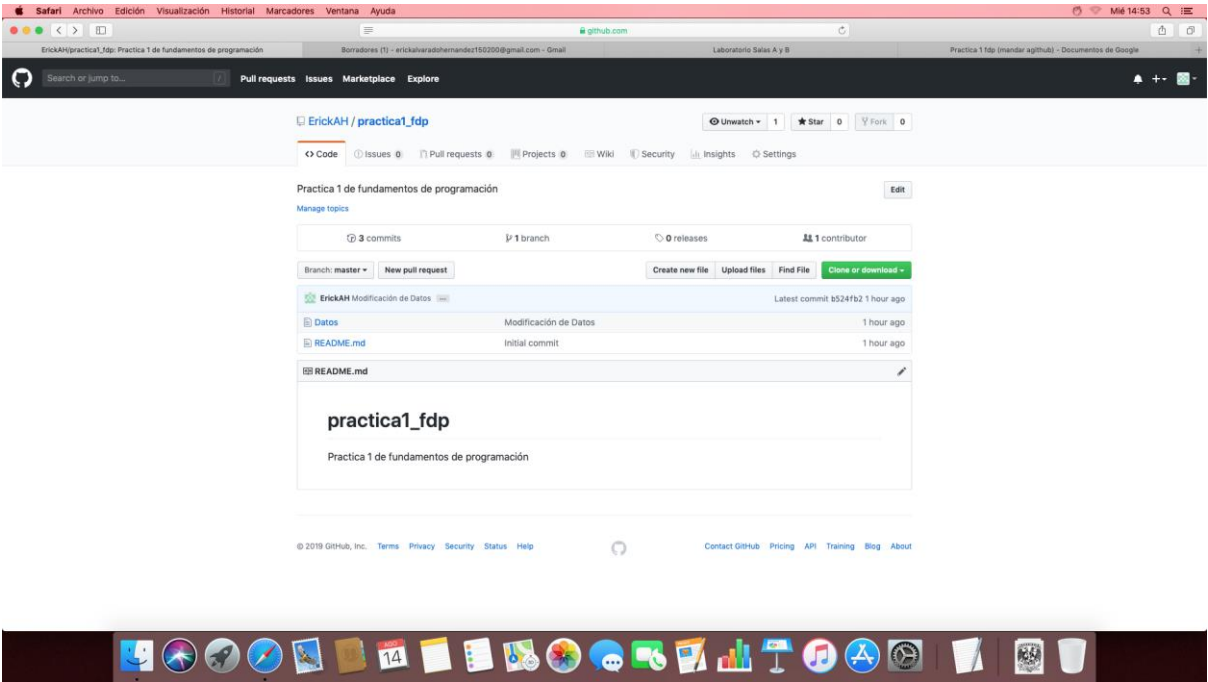 Safari Archivo Edición Visualización Historial Marcadores Ventana Ayuda Mié 14:53
github.com
ErickAH/practica1_fdp: Practica 1 de fundamentos de programación Borradores (1) - erickalvaradohernandez150200@gmail.com - Gmail Laboratorio Salas A y B Practica 1 fdp (mandar agithub) - Documentos de Google
Search or jump to... / Pull requests Issues Marketplace Explore
ErickAH / practica1_fdp Unwatch 1 Star 0 Fork 0
Code Issues 0 Pull requests 0 Projects 0 Wiki Security Insights Settings
Practica 1 de fundamentos de programación Edit
Manage topics
3 commits 1 branch 0 releases 1 contributor
Branch: master New pull request Create new file Upload files Find File Clone or download
ErickAH Modificación de Datos ... Latest commit b524fb2 1 hour ago
Datos Modificación de Datos 1 hour ago
README.md Initial commit 1 hour ago
README.md
practica1_fdp
Practica 1 de fundamentos de programación
© 2019 GitHub, Inc. Terms Privacy Security Status Help Contact GitHub Pricing API Training Blog About
AGO
14